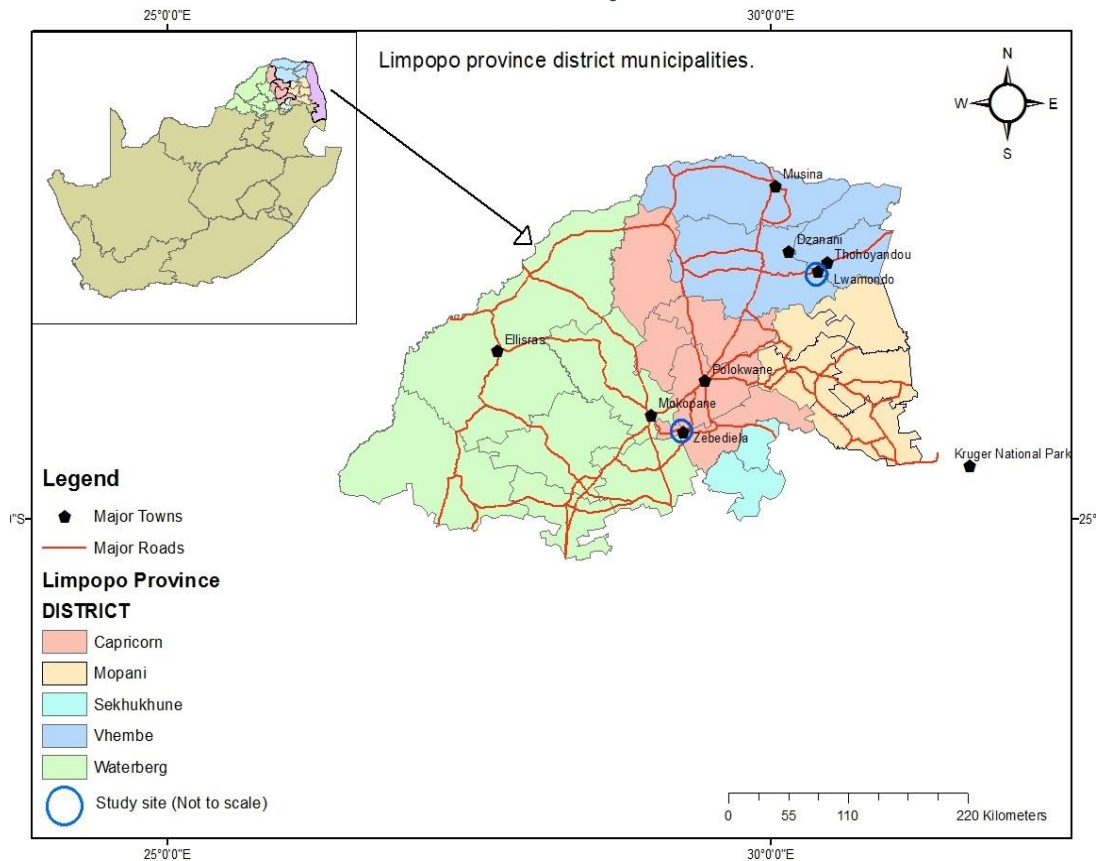 25°0'0"E
30°0'0"E
Limpopo province district municipalities.
N
W
E
S
Musina
Dzanani
Thohoyandou
Lwamondo
Ellisras
Polokwane
Mokopane
Zebediela
Kruger National Park
Legend
Major Towns
Major Roads
Limpopo Province
DISTRICT
Capricorn
Mopani
Sekhukhune
Vhembe
Waterberg
Study site (Not to scale)
"S
25°
0 55 110 220 Kilometers
25°0'0"E
30°0'0"E